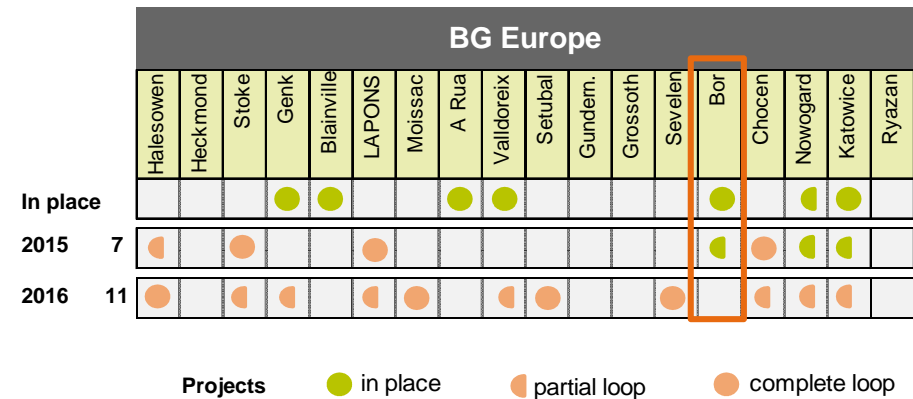 BG Europe
Halesowen Heckmond Stoke Genk Blainville LAPONS Moissac A Rua Valldoreix Setubal Gundern. Grossoth Sevelen Bor Chocen Nowogard Katowice Ryazan
In place
2015 7
2016 11
Projects in place partial loop complete loop